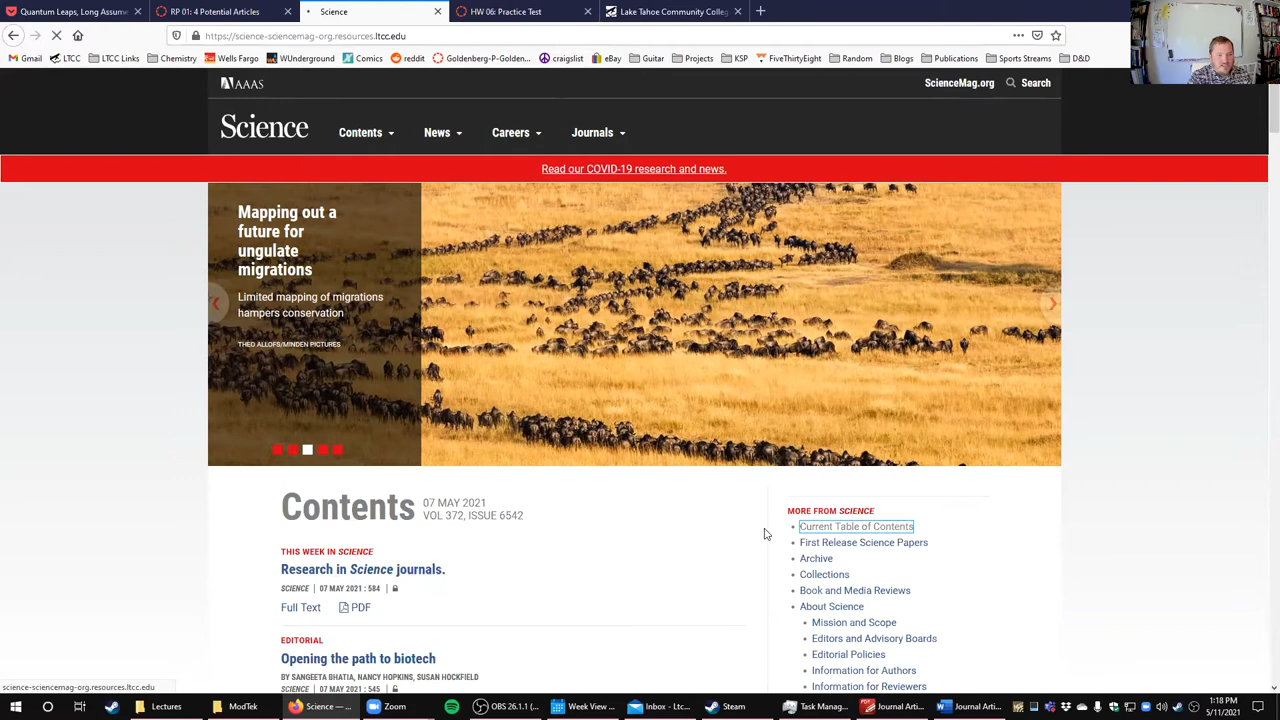 Quantum Leaps, Long Assume
RP 01: 4 Potential Articles
Science
HW 06: Practice Test
Lake Tahoe Community Colleg
https://science-sciencemag-org.resources.ltcc.edu
Gmail LTCC LTCC Links Chemistry Wells Fargo WUnderground Comics reddit Goldenberg-P-Golden... craigslist eBay Guitar Projects KSP FiveThirtyEight Random Blogs Publications Sports Streams D&D
AAAS
ScienceMag.org Search
Science Contents News Careers Journals
Read our COVID-19 research and news.
Mapping out a
future for
ungulate
migrations
Limited mapping of migrations
hampers conservation
THEO ALLOFS/MINDEN PICTURES
Contents
07 MAY 2021
VOL 372, ISSUE 6542
THIS WEEK IN SCIENCE
Research in Science journals.
SCIENCE | 07 MAY 2021 : 584 |
Full Text PDF
EDITORIAL
Opening the path to biotech
BY SANGEETA BHATIA, NANCY HOPKINS, SUSAN HOCKFIELD
SCIENCE | 07 MAY 2021 : 545 |
MORE FROM SCIENCE
Current Table of Contents
First Release Science Papers
Archive
Collections
Book and Media Reviews
About Science
Mission and Scope
Editors and Advisory Boards
Editorial Policies
Information for Authors
Information for Reviewers
science-sciencemag-org.resources.ltcc.edu
Lectures ModTek Science —... Zoom OBS 26.1.1 (... Week View ... Inbox - Ltc... Steam Task Manag... Journal Arti... Journal Arti...
1:18 PM
5/11/2021